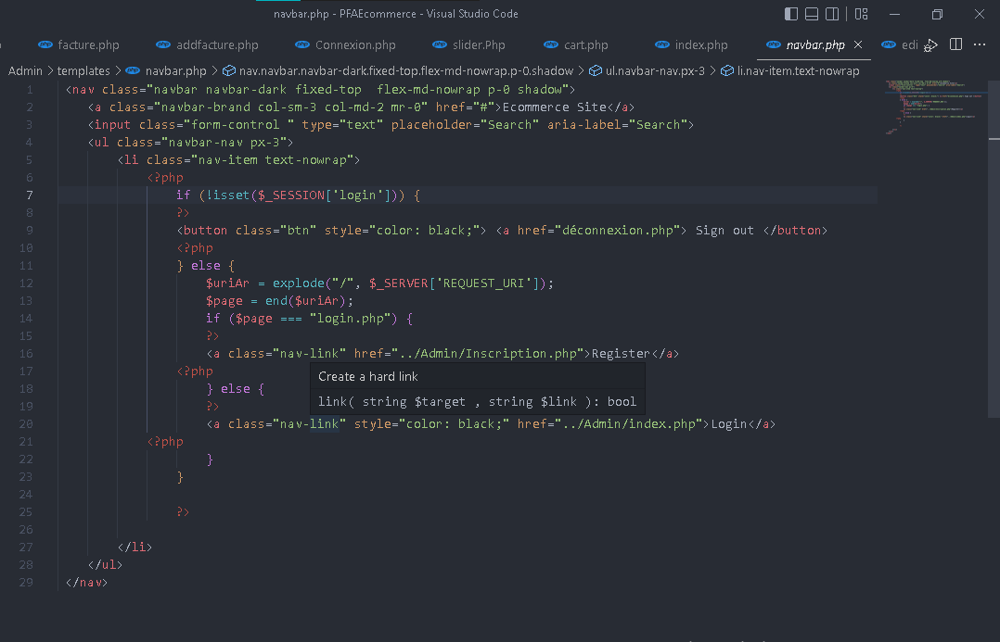 navbar.php - PFAEcommerce - Visual Studio Code
facture.php addfacture.php Connexion.php slider.Php cart.php index.php navbar.php edi
Admin > templates > navbar.php > nav.navbar.navbar-dark.fixed-top.flex-md-nowrap.p-0.shadow > ul.navbar-nav.px-3 > li.nav-item.text-nowrap
1 <nav class="navbar navbar-dark fixed-top  flex-md-nowrap p-0 shadow">
2 <a class="navbar-brand col-sm-3 col-md-2 mr-0" href="#">Ecommerce Site</a>
3 <input class="form-control " type="text" placeholder="Search" aria-label="Search">
4 <ul class="navbar-nav px-3">
5 <li class="nav-item text-nowrap">
6 <?php
7 if (!isset($_SESSION['login'])) {
8 ?>
9 <button class="btn" style="color: black;"> <a href="déconnexion.php"> Sign out </button>
10 <?php
11 } else {
12 $uriAr = explode("/", $_SERVER['REQUEST_URI']);
13 $page = end($uriAr);
14 if ($page === "login.php") {
15 ?>
16 <a class="nav-link" href="../Admin/Inscription.php">Register</a>
17 <?php
Create a hard link
18 } else {
link( string $target , string $link ): bool
19 ?>
20 <a class="nav-link" style="color: black;" href="../Admin/index.php">Login</a>
21 <?php
22 }
23 }
24
25 ?>
26
27 </li>
28 </ul>
29 </nav>